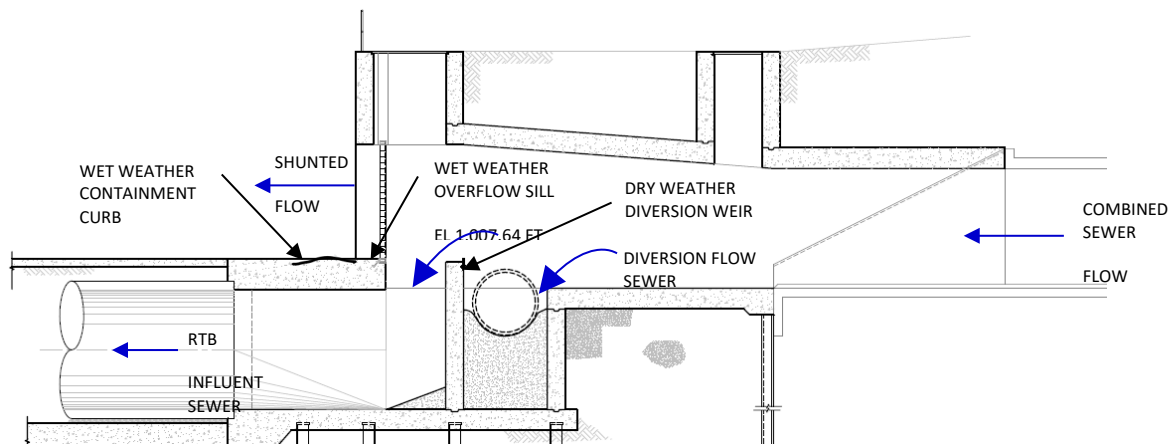 WET WEATHER
CONTAINMENT
CURB
SHUNTED
FLOW
WET WEATHER
OVERFLOW SILL
EL 1,007.64 FT
DRY WEATHER
DIVERSION WEIR
DIVERSION FLOW
SEWER
COMBINED
SEWER
FLOW
RTB
INFLUENT
SEWER